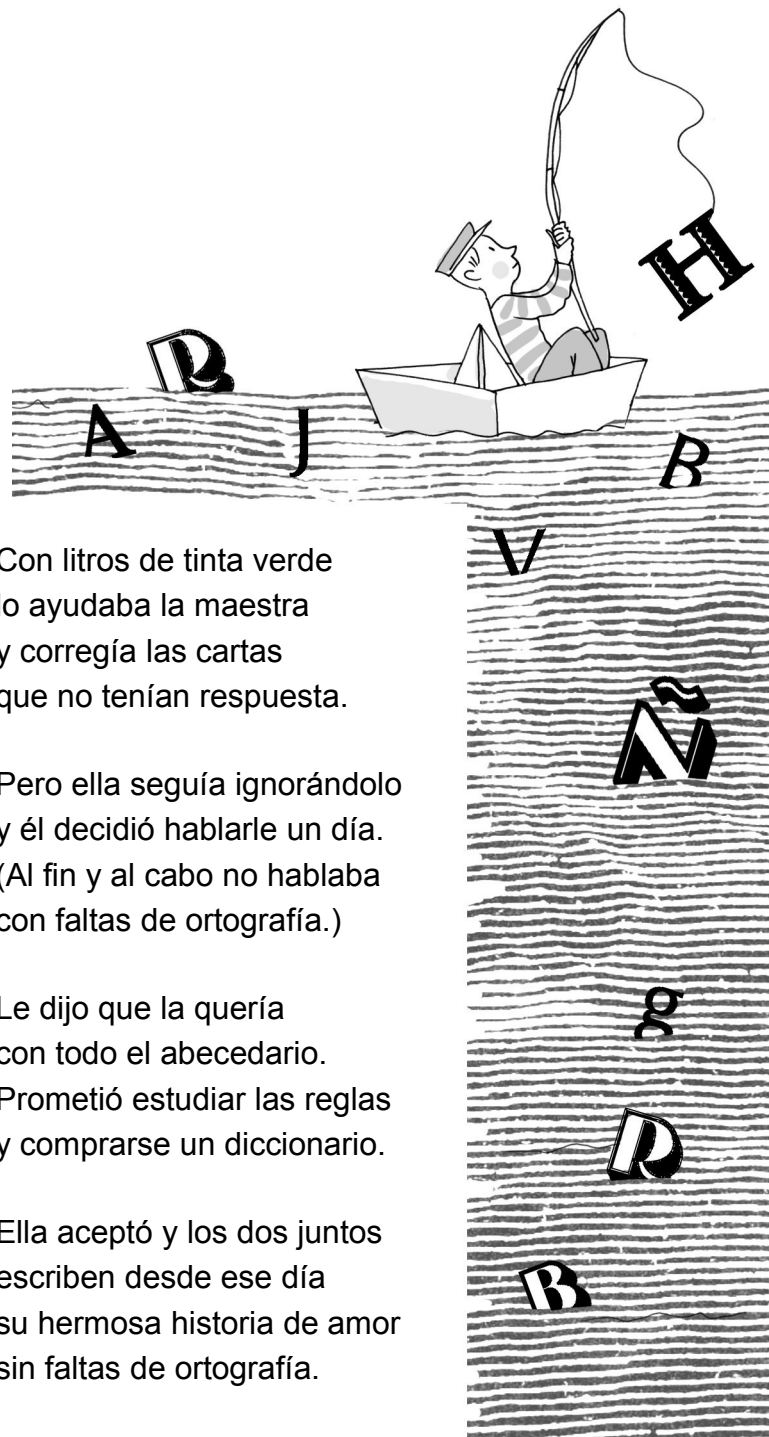 H
R
A
J
B
V
Con litros de tinta verde
lo ayudaba la maestra
y corregía las cartas
que no tenían respuesta.
Ñ
Pero ella seguía ignorándolo
y él decidió hablarle un día.
(Al fin y al cabo no hablaba
con faltas de ortografía.)
g
Le dijo que la quería
con todo el abecedario.
Prometió estudiar las reglas
y comprarse un diccionario.
R
B
Ella aceptó y los dos juntos
escriben desde ese día
su hermosa historia de amor
sin faltas de ortografía.